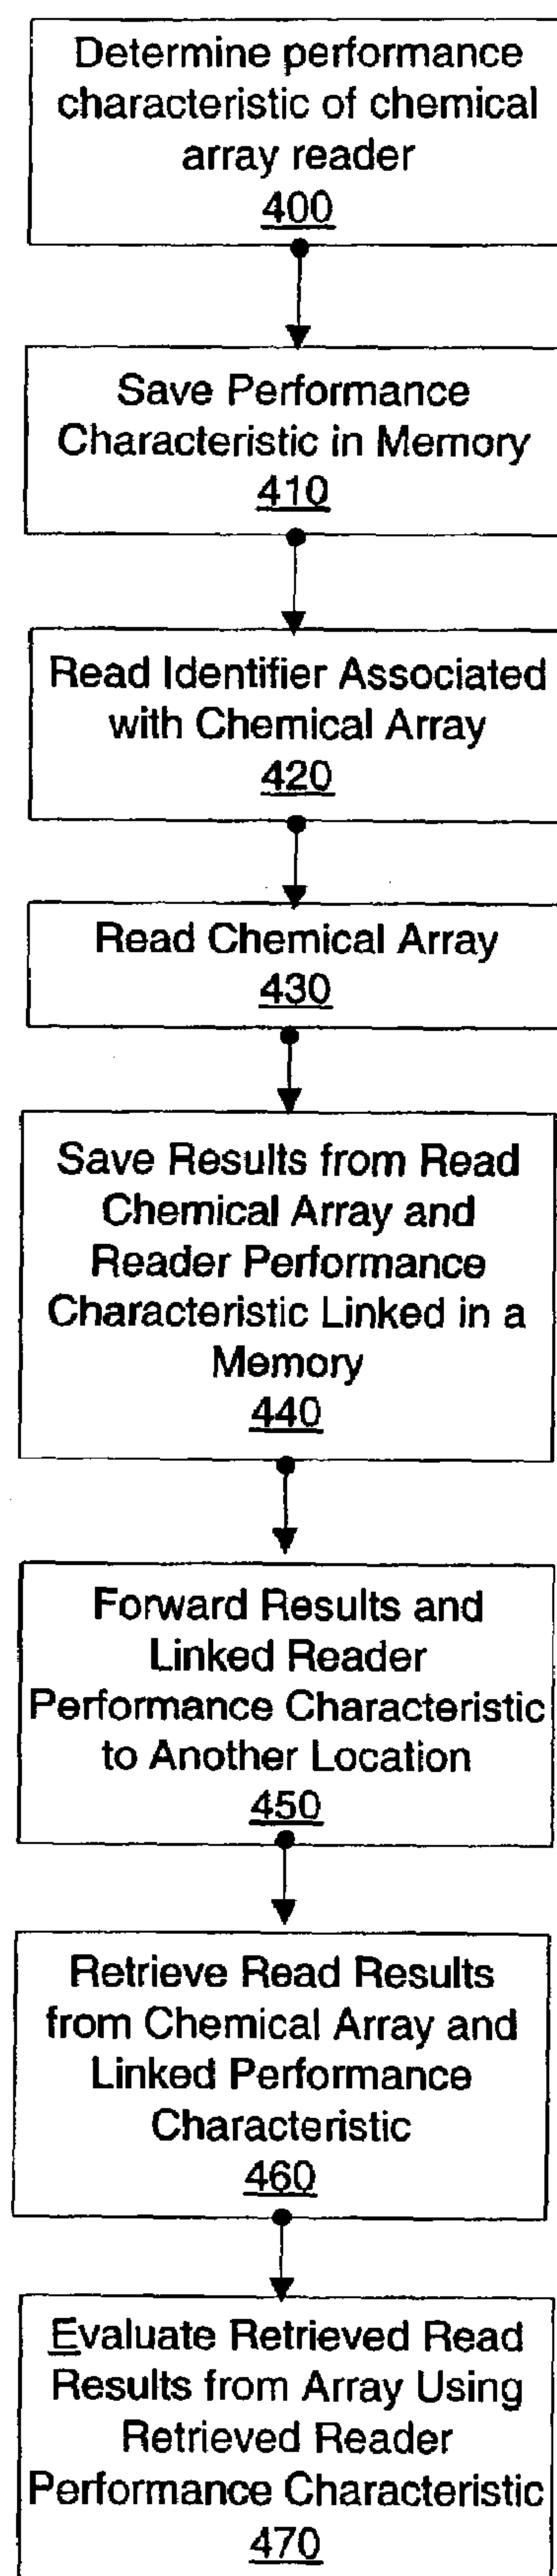 Determine performance
characteristic of chemical
array reader
400
Save Performance
Characteristic in Memory
410
Read Identifier Associated
with Chemical Array
420
Read Chemical Array
430
Save Results from Read
Chemical Array and
Reader Performance
Characteristic Linked in a
Memory
440
Forward Results and
Linked Reader
Performance Characteristic
to Another Location
450
Retrieve Read Results
from Chemical Array and
Linked Performance
Characteristic
460
Evaluate Retrieved Read
Results from Array Using
Retrieved Reader
Performance Characteristic
470